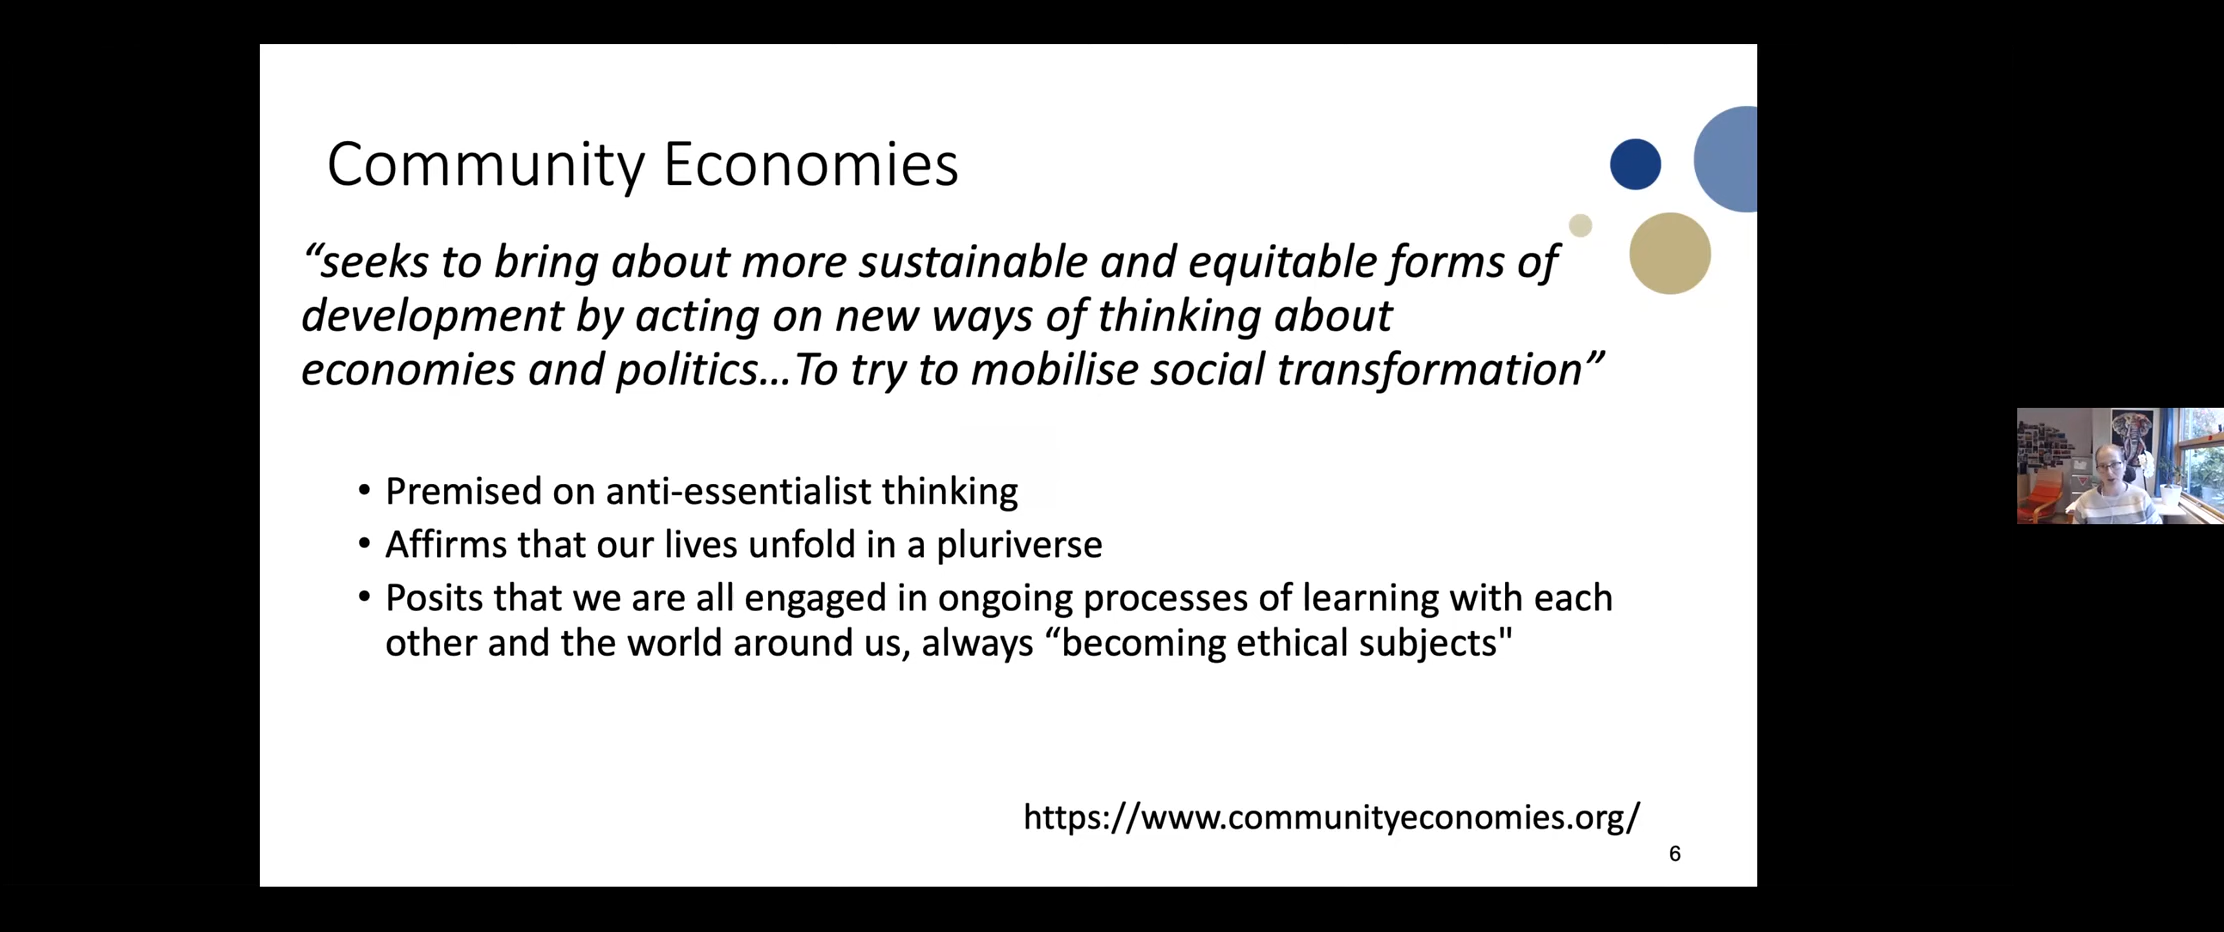 Community Economies
“seeks to bring about more sustainable and equitable forms of
development by acting on new ways of thinking about
economies and politics...To try to mobilise social transformation”
• Premised on anti-essentialist thinking
• Affirms that our lives unfold in a pluriverse
• Posits that we are all engaged in ongoing processes of learning with each
other and the world around us, always “becoming ethical subjects"
https://www.communityeconomies.org/
6